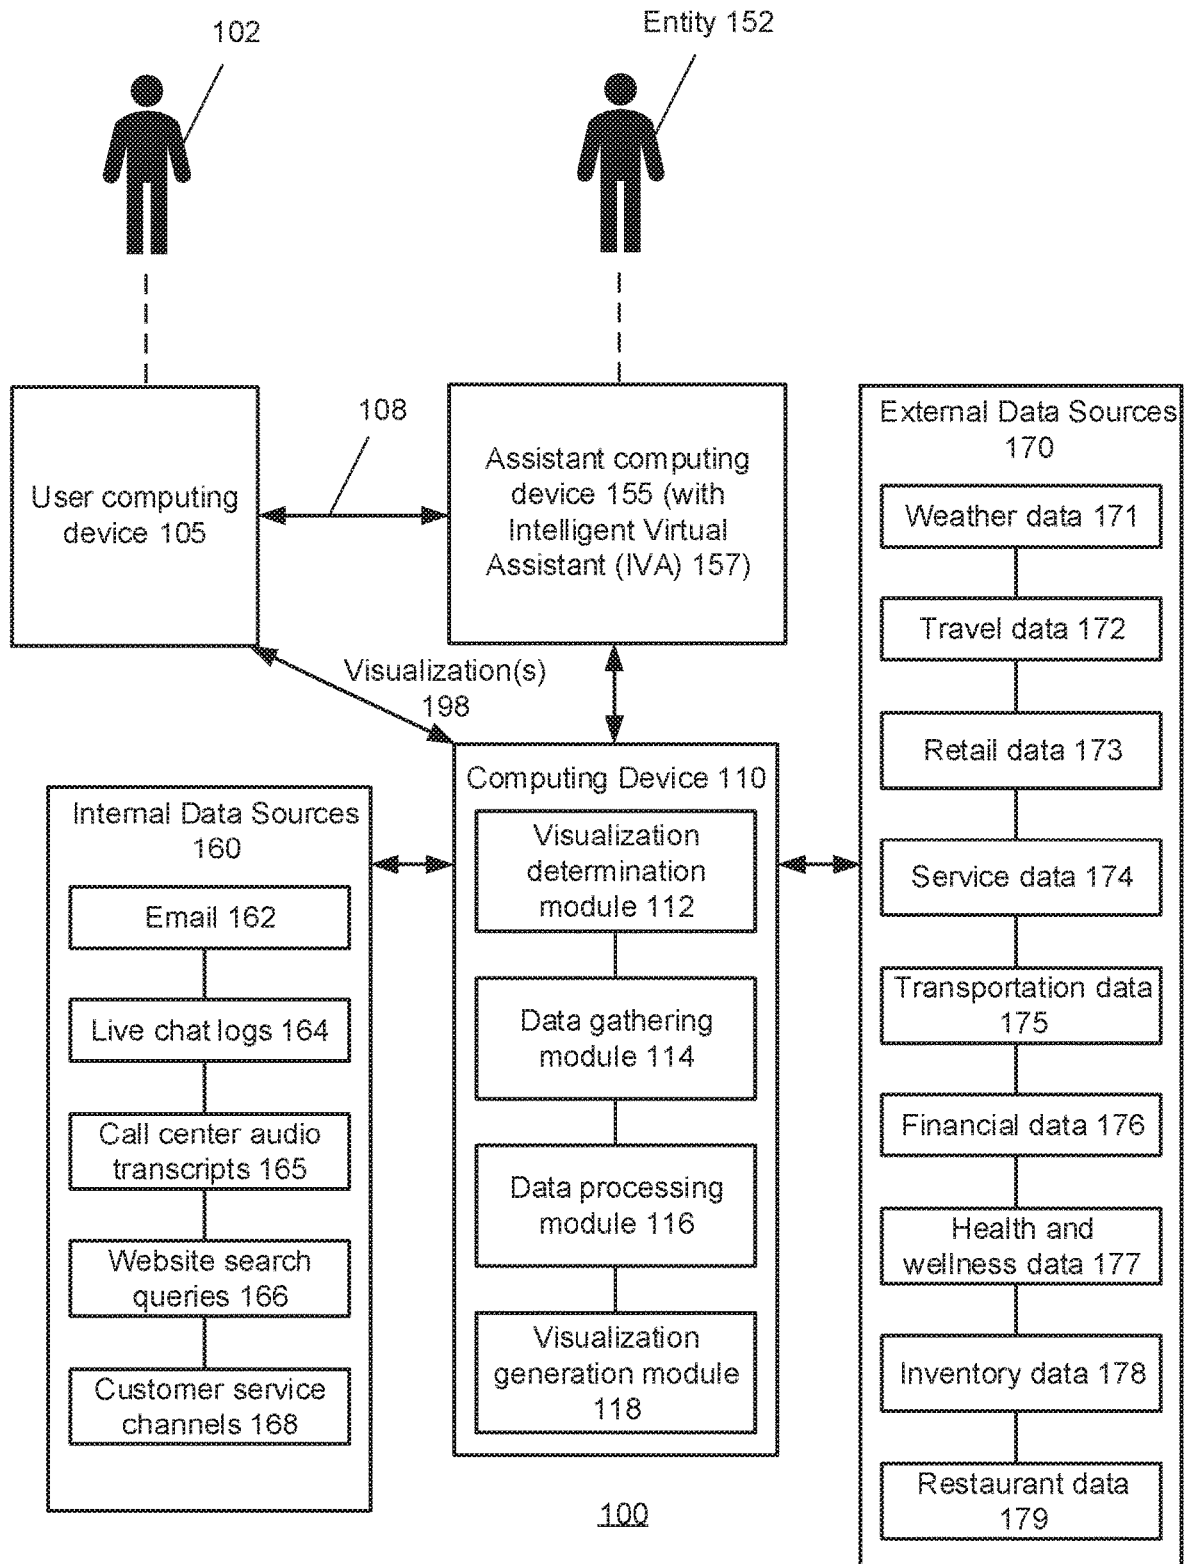 102
Entity 152
108
User computing
device 105
Assistant computing
device 155 (with
Intelligent Virtual
Assistant (IVA) 157)
Visualization(s)
198
Internal Data Sources
160
Email 162
Live chat logs 164
Call center audio
transcripts 165
Website search
queries 166
Customer service
channels 168
Computing Device 110
Visualization
determination
module 112
Data gathering
module 114
Data processing
module 116
Visualization
generation module
118
External Data Sources
170
Weather data 171
Travel data 172
Retail data 173
Service data 174
Transportation data
175
Financial data 176
Health and
wellness data 177
Inventory data 178
Restaurant data
179
100